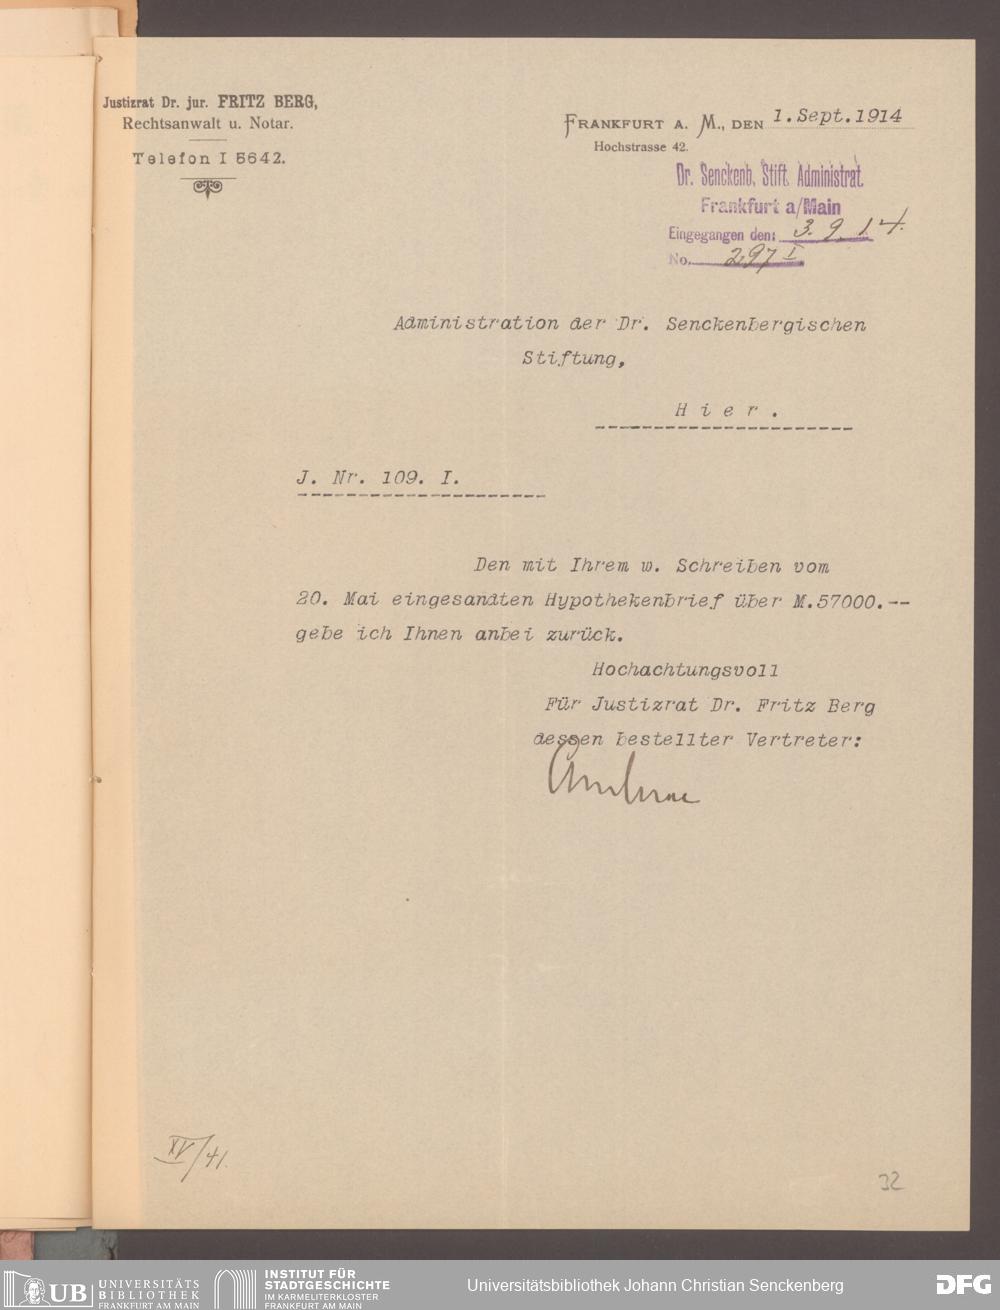 Justizrat Dr. jur. FRITZ BERG,
Rechtsanwalt u. Notar.
Telefon I 5642.
FRANKFURT A. M., DEN 1. Sept. 1914
Hochstrasse 42.
Dr. Senckenb. Stift. Administrat.
Frankfurt a/Main
Eingegangen den: 3. 9. 14.
No. 297 I.
Administration der Dr. Senckenbergischen
Stiftung,
H i e r .
J. Nr. 109. I.
Den mit Ihrem w. Schreiben vom
20. Mai eingesandten Hypothekenbrief über M.57000.--
gebe ich Ihnen anbei zurück.
Hochachtungsvoll
Für Justizrat Dr. Fritz Berg
dessen bestellter Vertreter:
XV/41.
32
UB UNIVERSITÄTS
BIBLIOTHEK
FRANKFURT AM MAIN
INSTITUT FÜR
STADTGESCHICHTE
IM KARMELITERKLOSTER
FRANKFURT AM MAIN
Universitätsbibliothek Johann Christian Senckenberg
DFG